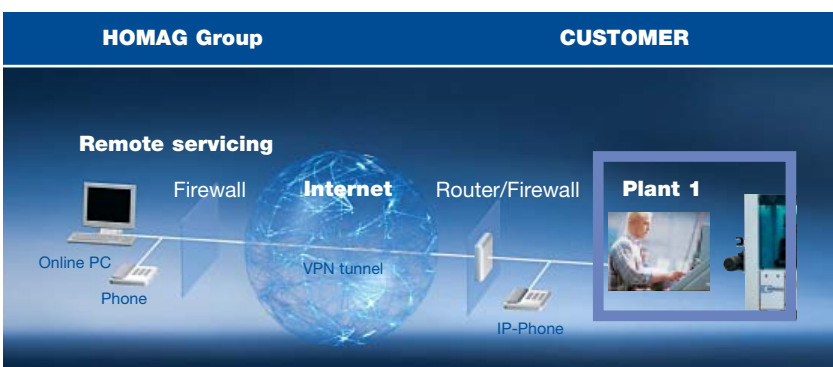 HOMAG Group
CUSTOMER
Remote servicing
Firewall
Internet
Router/Firewall
Plant 1
Online PC
VPN tunnel
Phone
IP-Phone